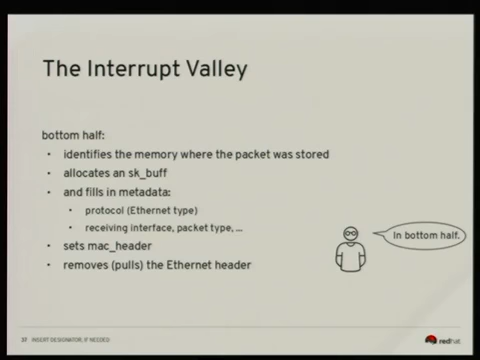 The Interrupt Valley
bottom half:
• identifies the memory where the packet was stored
• allocates an sk_buff
• and fills in metadata:
• protocol (Ethernet type)
• receiving interface, packet type, ...
• sets mac_header
• removes (pulls) the Ethernet header
In bottom half.
37 INSERT DESIGNATOR, IF NEEDED
redhat